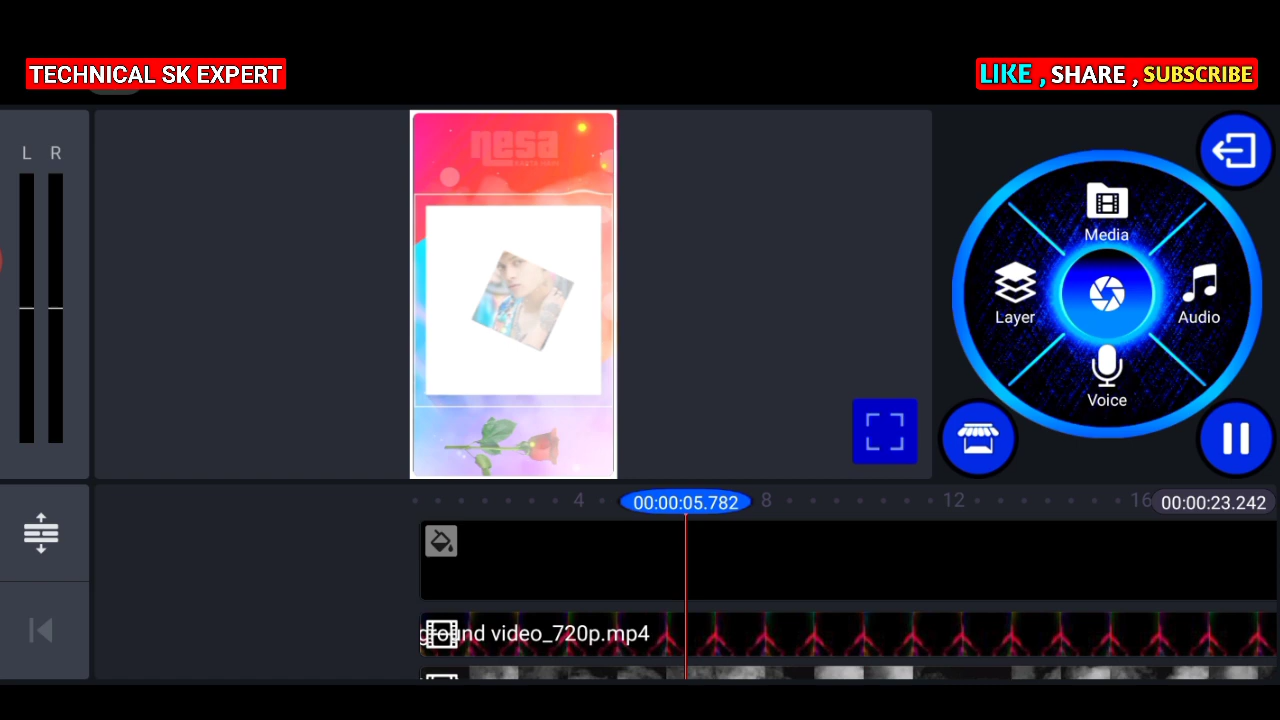 TECHNICAL SK EXPERT
LIKE , SHARE , SUBSCRIBE
L R
nesa
Media
Layer
Audio
Voice
4
00:00:05.782
8
12
16
00:00:23.242
ground video_720p.mp4